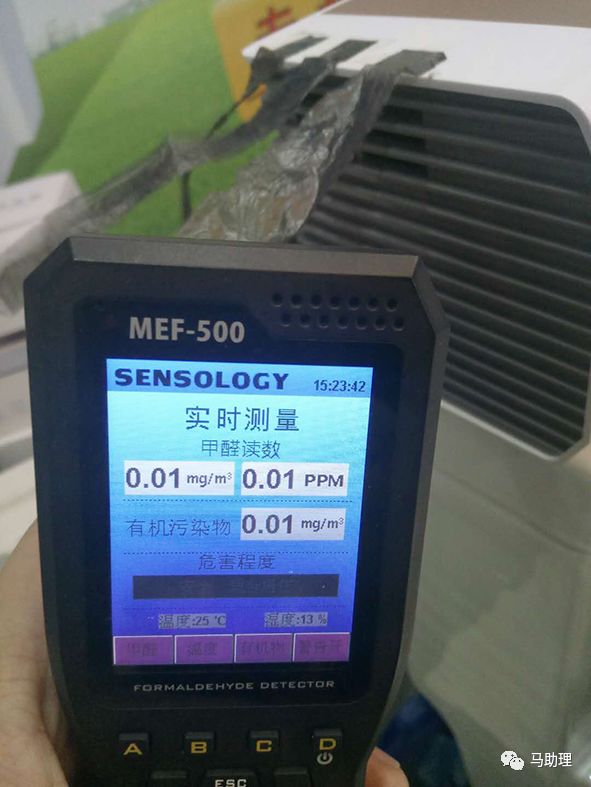 MEF-500
SENSOLOGY 15:23:42
实时测量
甲醛读数
0.01 mg/m³ 0.01 PPM
有机污染物 0.01 mg/m³
危害程度
温度:25 ℃ 湿度:13 %
甲醛 温度 有机物
FORMALDEHYDE DETECTOR
A B C D
ESC
马助理